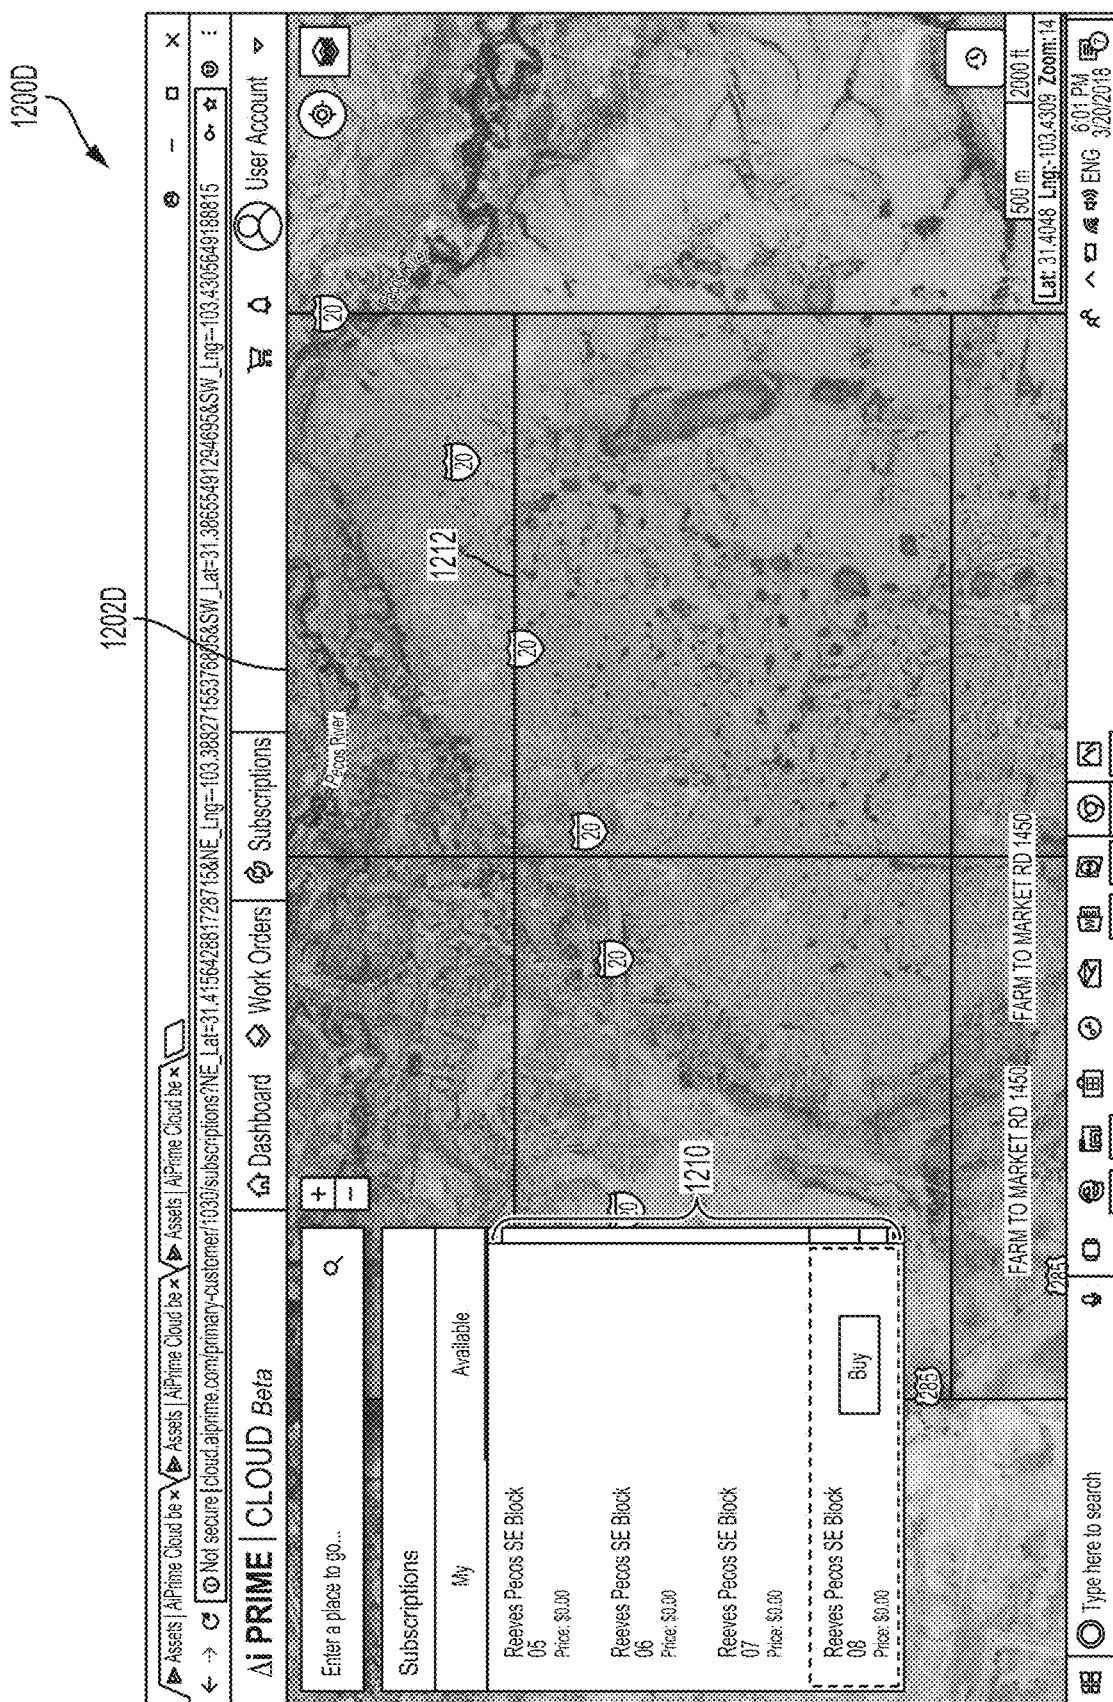 1200D
1202D
Assets | AiPrime Cloud be × Assets | AiPrime Cloud be × Assets | AiPrime Cloud be ×
Not secure | cloud.aiprime.com/primary-customer/1030/subscriptions?NE_Lat=31.415642881728715&NE_Lng=-103.38827155376805&SW_Lat=31.38655491294695&SW_Lng=-103.4305649188815
Ai PRIME | CLOUD Beta
Dashboard
Work Orders
Subscriptions
User Account
Enter a place to go...
+
−
Subscriptions
My
Available
Reeves Pecos SE Block
05
Price: $0.00
Reeves Pecos SE Block
06
Price: $0.00
Reeves Pecos SE Block
07
Price: $0.00
Reeves Pecos SE Block
08
Price: $0.00
Buy
1210
1212
Pecos River
20
20
20
20
20
20
285
285
FARM TO MARKET RD 1450
FARM TO MARKET RD 1450
500 m
2000 ft
Lat: 31.4048 Lng:-103.4309 Zoom:14
Type here to search
ENG
6:01 PM
3/20/2018